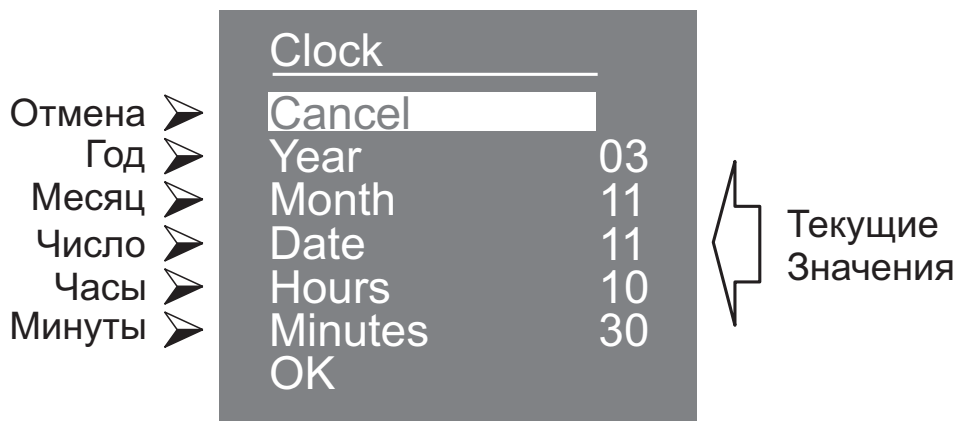 Clock
Отмена Cancel
Год Year 03
Месяц Month 11
Число Date 11
Часы Hours 10
Минуты Minutes 30
OK
Текущие
Значения